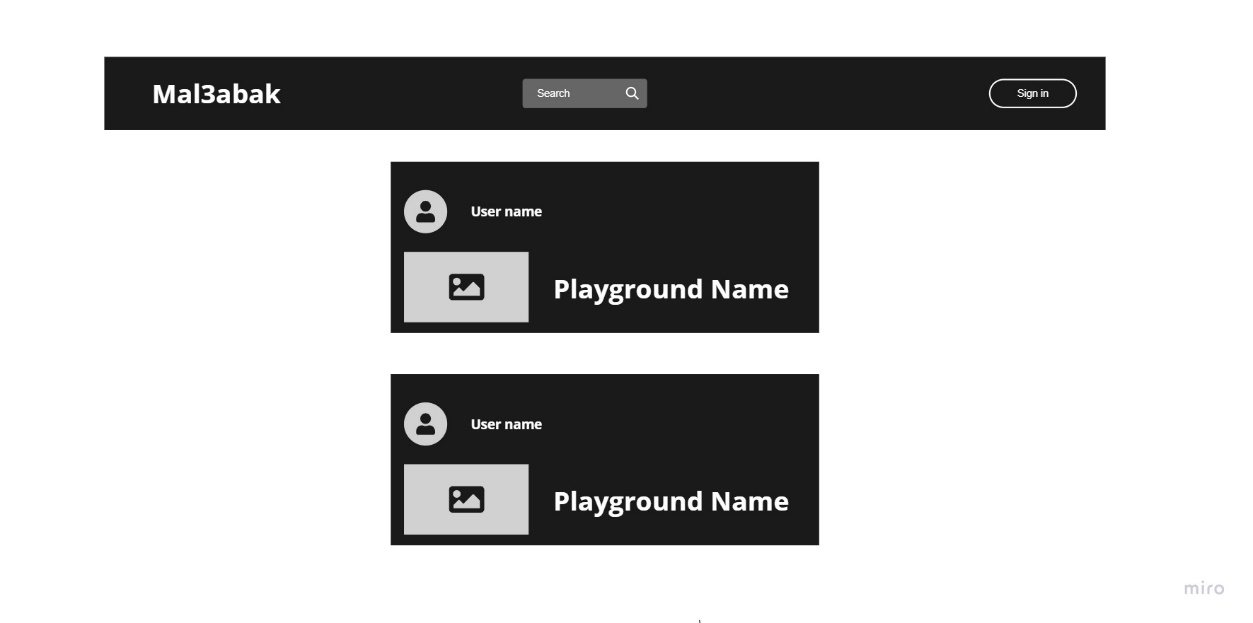 Mal3abak
Search
Sign in
User name
Playground Name
User name
Playground Name
miro